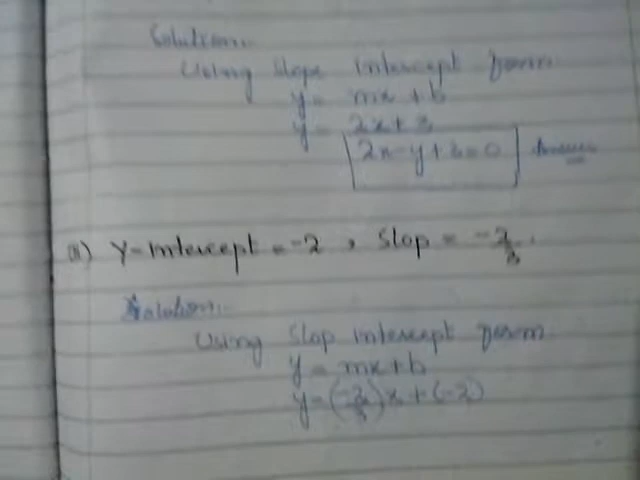 Solution.
Using Slope intercept form
y = mx + b
y = 2x + 3
2x - y + 3 = 0 Answer
(ii) Y-intercept = -2 , Slop = -2/3 .
Solution.
Using Slop intercept form
y = mx + b
y = (-2/3)x + (-2)